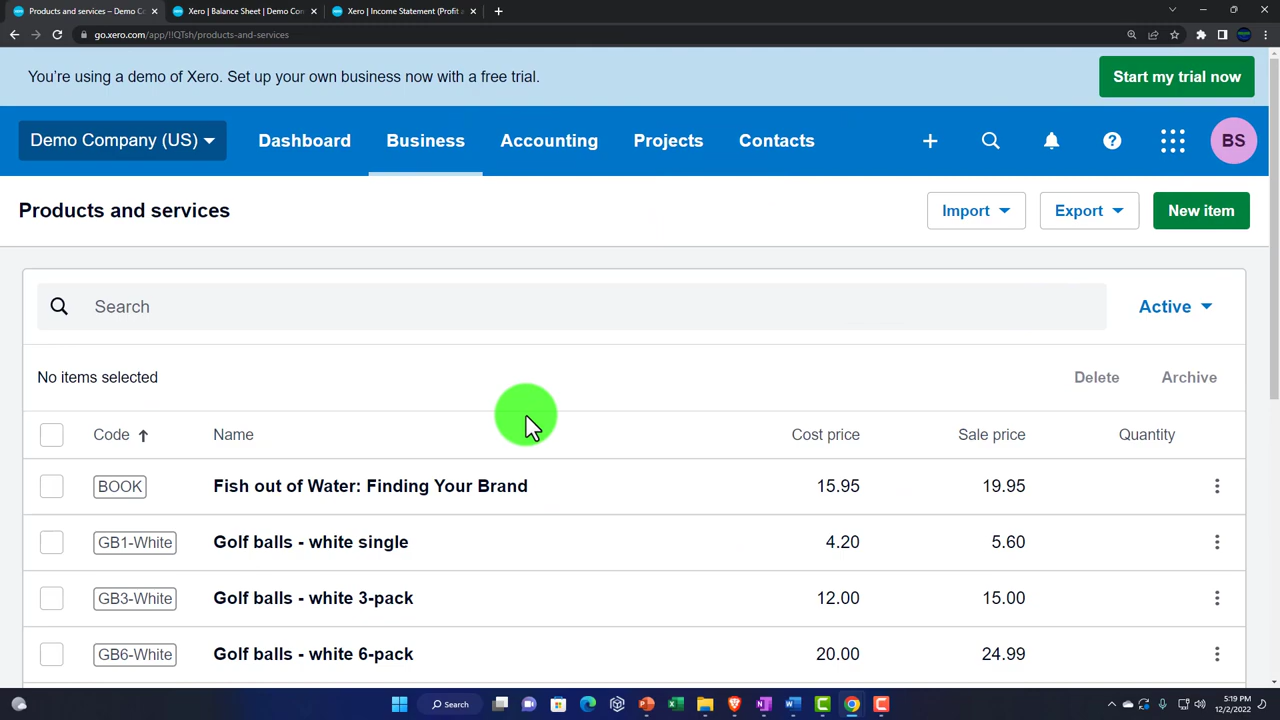 Products and services – Demo Co
Xero | Balance Sheet | Demo Com
Xero | Income Statement (Profit a
go.xero.com/app/!IQTsh/products-and-services
You're using a demo of Xero. Set up your own business now with a free trial.
Start my trial now
Demo Company (US)
Dashboard
Business
Accounting
Projects
Contacts
BS
Products and services
Import
Export
New item
Search
Active
No items selected
Delete
Archive
Code Name Cost price Sale price Quantity
BOOK Fish out of Water: Finding Your Brand 15.95 19.95
GB1-White Golf balls - white single 4.20 5.60
GB3-White Golf balls - white 3-pack 12.00 15.00
GB6-White Golf balls - white 6-pack 20.00 24.99
Search
5:19 PM
12/2/2022